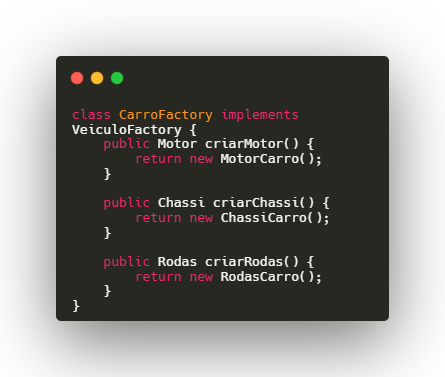 class CarroFactory implements
VeiculoFactory {
    public Motor criarMotor() {
        return new MotorCarro();
    }

    public Chassi criarChassi() {
        return new ChassiCarro();
    }

    public Rodas criarRodas() {
        return new RodasCarro();
    }
}